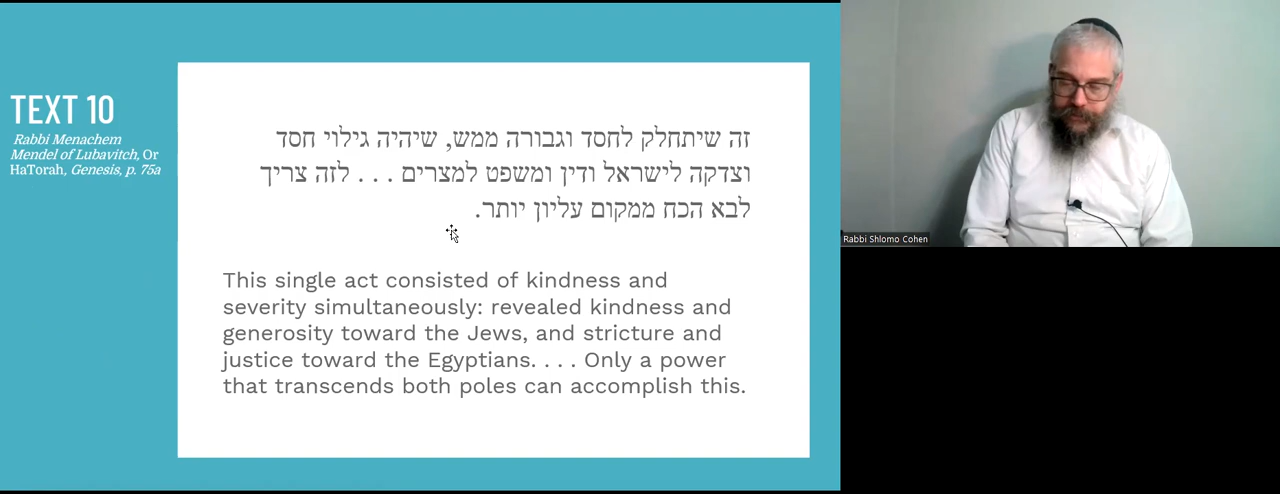 TEXT 10
Rabbi Menachem
Mendel of Lubavitch, Or
HaTorah, Genesis, p. 75a
זה שיתחלק לחסד וגבורה ממש, שיהיה גילוי חסד
וצדקה לישראל ודין ומשפט למצרים . . . לזה צריך
לבא הכח ממקום עליון יותר.
This single act consisted of kindness and
severity simultaneously: revealed kindness and
generosity toward the Jews, and stricture and
justice toward the Egyptians. . . . Only a power
that transcends both poles can accomplish this.
Rabbi Shlomo Cohen